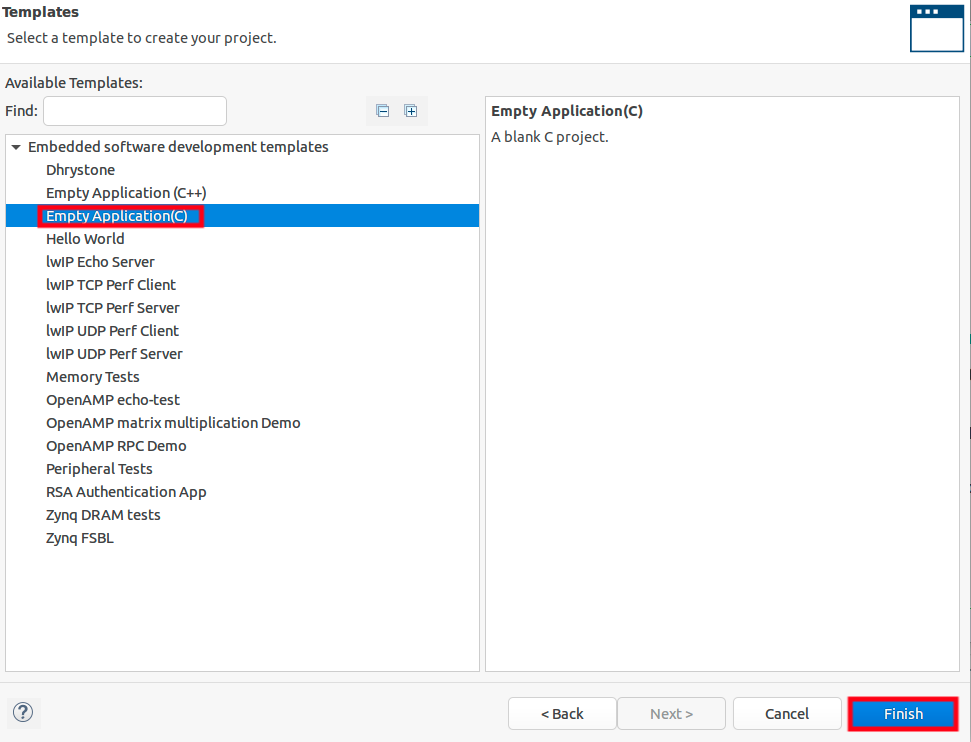 Templates
Select a template to create your project.
Available Templates:
Find:
Embedded software development templates
Dhrystone
Empty Application (C++)
Empty Application(C)
Hello World
lwIP Echo Server
lwIP TCP Perf Client
lwIP TCP Perf Server
lwIP UDP Perf Client
lwIP UDP Perf Server
Memory Tests
OpenAMP echo-test
OpenAMP matrix multiplication Demo
OpenAMP RPC Demo
Peripheral Tests
RSA Authentication App
Zynq DRAM tests
Zynq FSBL
Empty Application(C)
A blank C project.
?
< Back
Next >
Cancel
Finish